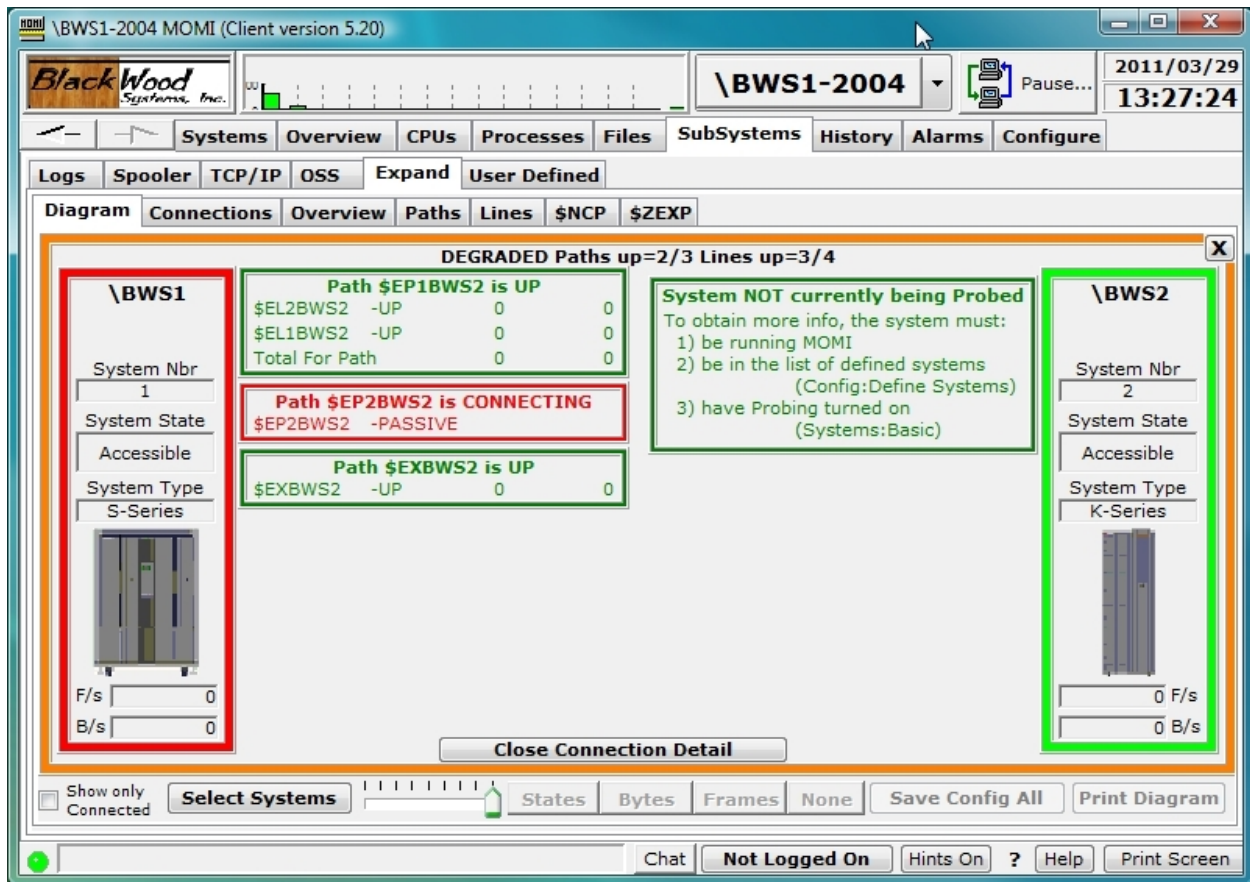 \BWS1-2004 MOMI (Client version 5.20)
BlackWood
Systems, Inc.
\BWS1-2004
Pause...
2011/03/29
13:27:24
Systems Overview CPUs Processes Files SubSystems History Alarms Configure
Logs Spooler TCP/IP OSS Expand User Defined
Diagram Connections Overview Paths Lines $NCP $ZEXP
X
DEGRADED Paths up=2/3 Lines up=3/4
\BWS1
System Nbr
1
System State
Accessible
System Type
S-Series
F/s 0
B/s 0
Path $EP1BWS2 is UP
$EL2BWS2 -UP 0 0
$EL1BWS2 -UP 0 0
Total For Path 0 0
Path $EP2BWS2 is CONNECTING
$EP2BWS2 -PASSIVE
Path $EXBWS2 is UP
$EXBWS2 -UP 0 0
System NOT currently being Probed
To obtain more info, the system must:
1) be running MOMI
2) be in the list of defined systems
(Config:Define Systems)
3) have Probing turned on
(Systems:Basic)
\BWS2
System Nbr
2
System State
Accessible
System Type
K-Series
0 F/s
0 B/s
Close Connection Detail
Show only
Connected
Select Systems
States Bytes Frames None Save Config All Print Diagram
Chat Not Logged On Hints On ? Help Print Screen